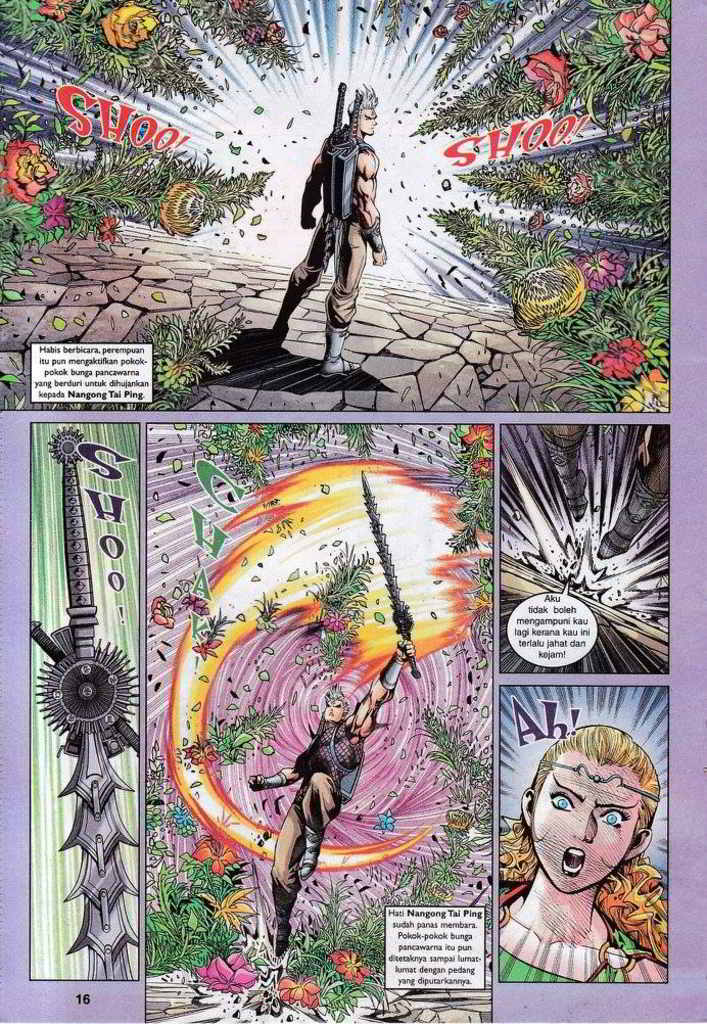 SHOO!
SHOO!
Habis berbicara, perempuan
itu pun mengaktifkan pokok-
pokok bunga pancawarna
yang berduri untuk dihujankan
kepada Nangong Tai Ping.
SHOO!
CHAK
Aku
tidak boleh
mengampuni kau
lagi kerana kau ini
terlalu jahat dan
kejam!
Ah!
Hati Nangong Tai Ping
sudah panas membara.
Pokok-pokok bunga
pancawarna itu pun
ditetaknya sampai lumat-
lumat dengan pedang
yang diputarkannya.
16